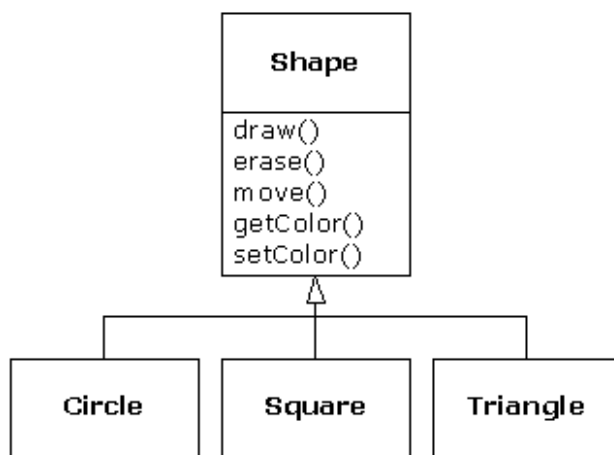 Shape
draw()
erase()
move()
getColor()
setColor()
Circle
Square
Triangle